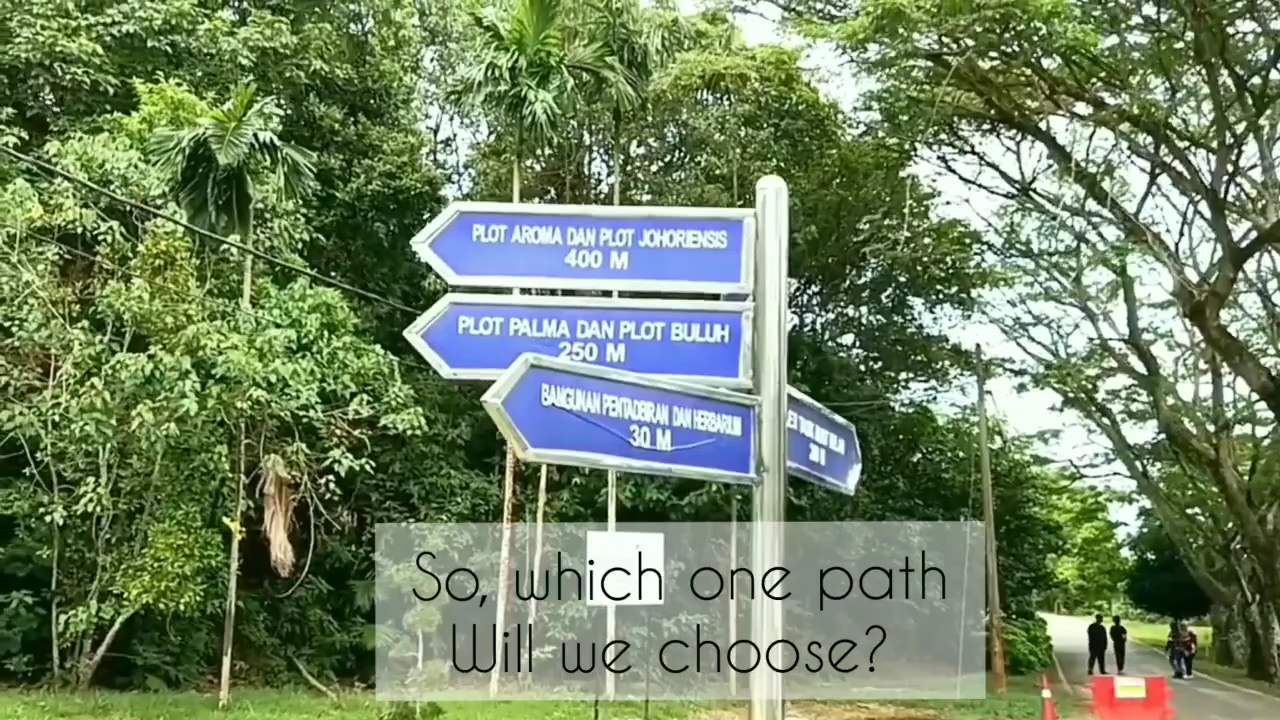 PLOT AROMA DAN PLOT JOHORIENSIS
400 M
PLOT PALMA DAN PLOT BULUH
250 M
BANGUNAN PENTADBIRAN DAN HERBARIUM
30 M
So, which one path
Will we choose?